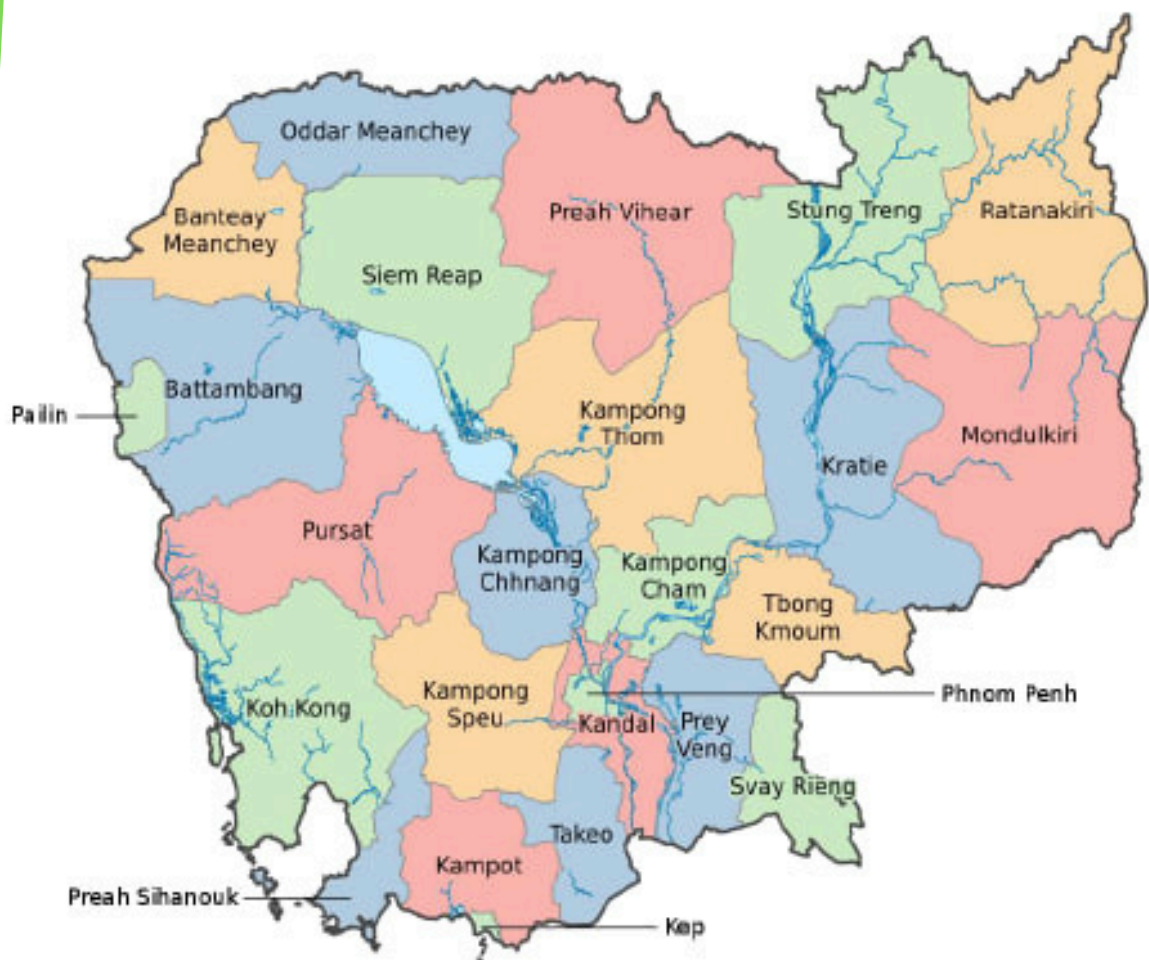 Oddar Meanchey
Banteay
Meanchey
Preah Vihear
Stung Treng
Ratanakiri
Siem Reap
Battambang
Pailin
Kampong
Thom
Mondulkiri
Kratie
Pursat
Kampong
Chhnang
Kampong
Cham
Tbong
Kmoum
Koh Kong
Kampong
Speu
Phnom Penh
Kandal
Prey
Veng
Svay Rieng
Takeo
Kampot
Preah Sihanouk
Kep